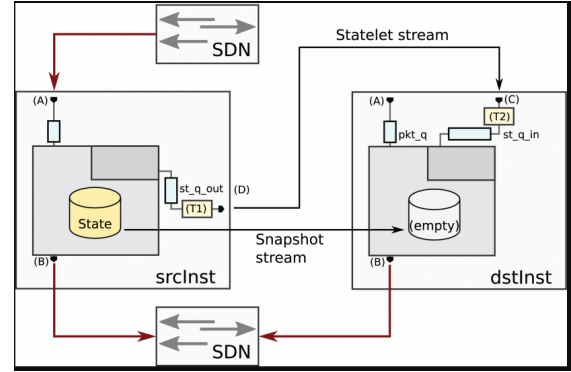 SDN
Statelet stream
(A)
(A)
(C)
(T2)
pkt_q
st_q_in
st_q_out
(D)
(T1)
State
(empty)
Snapshot
stream
(B)
srcInst
(B)
dstInst
SDN